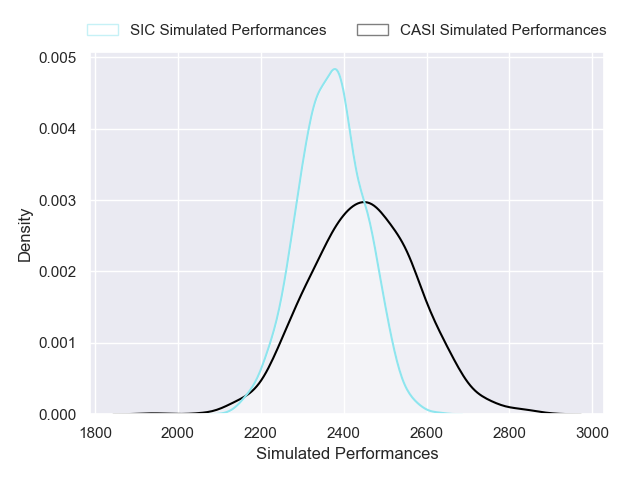 SIC Simulated Performances CASI Simulated Performances
0.005
0.004
0.003
0.002
0.001
0.000
Density
1800 2000 2200 2400 2600 2800 3000
Simulated Performances